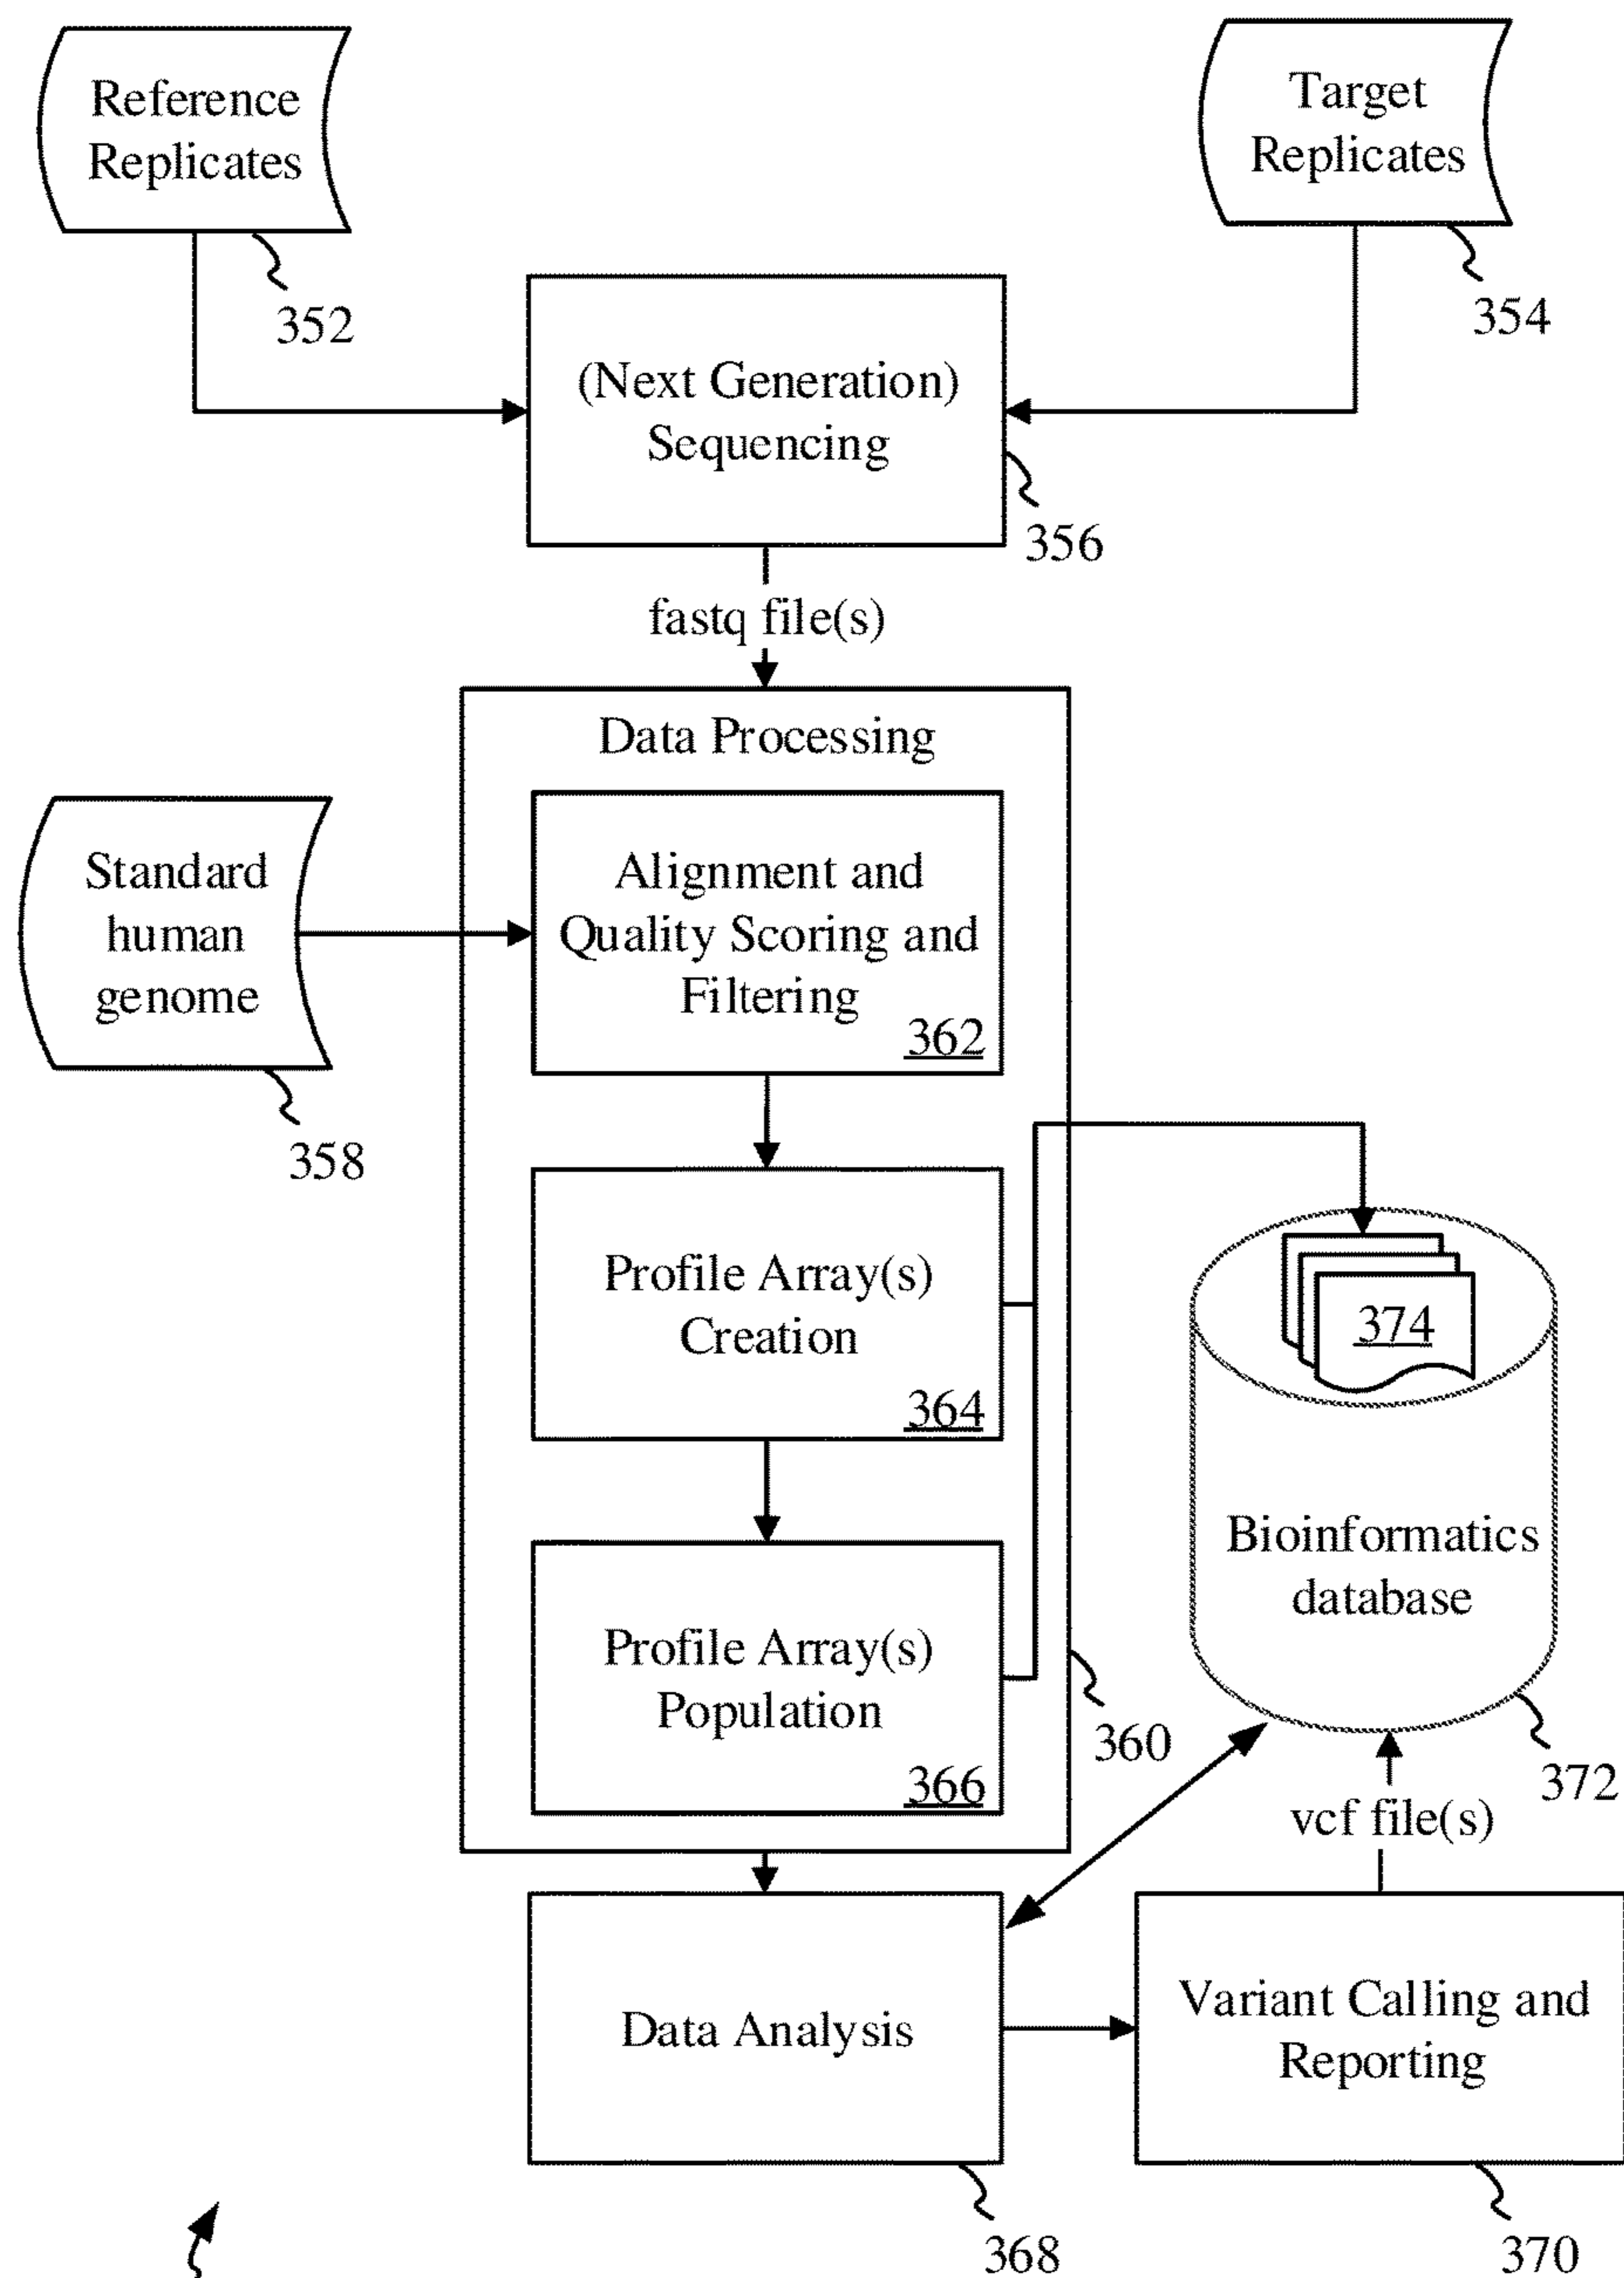 Reference
Replicates
352
Target
Replicates
354
(Next Generation)
Sequencing
356
fastq file(s)
Data Processing
Standard
human
genome
358
Alignment and
Quality Scoring and
Filtering
362
Profile Array(s)
Creation
364
Profile Array(s)
Population
366
360
374
Bioinformatics
database
372
vcf file(s)
Data Analysis
368
Variant Calling and
Reporting
370